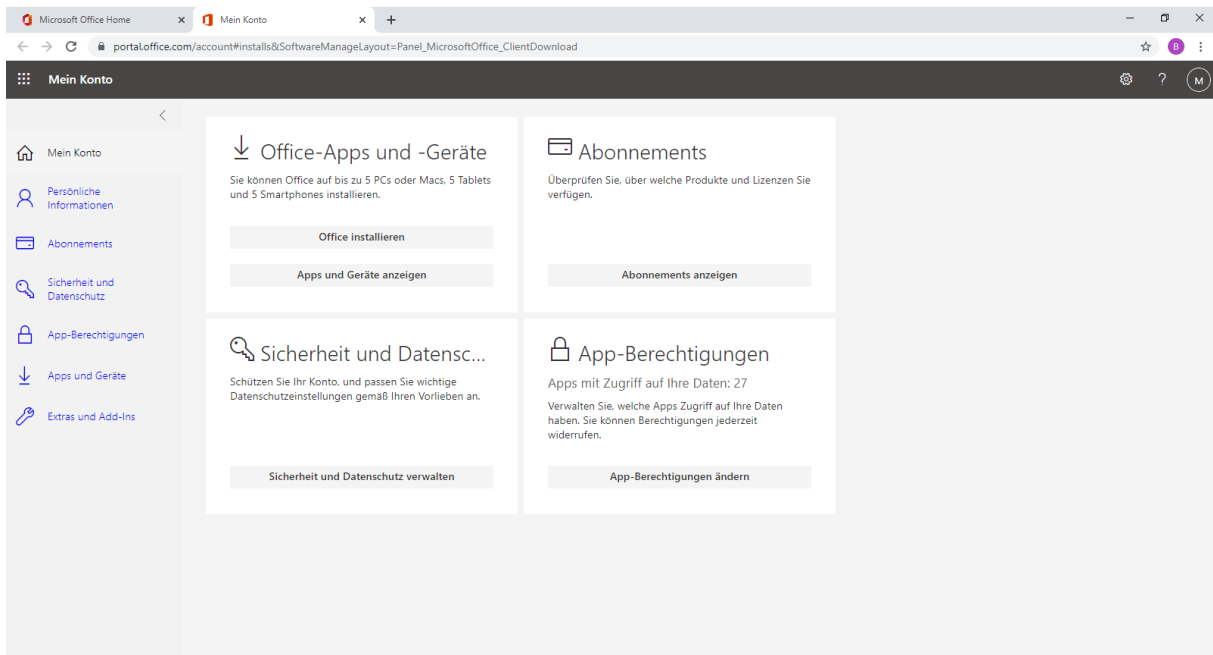 Microsoft Office Home
Mein Konto
portal.office.com/account#installs&SoftwareManageLayout=Panel_MicrosoftOffice_ClientDownload
B
Mein Konto
?
M
Mein Konto
Persönliche
Informationen
Abonnements
Sicherheit und
Datenschutz
App-Berechtigungen
Apps und Geräte
Extras und Add-Ins
Office-Apps und -Geräte
Sie können Office auf bis zu 5 PCs oder Macs, 5 Tablets
und 5 Smartphones installieren.
Office installieren
Apps und Geräte anzeigen
Abonnements
Überprüfen Sie, über welche Produkte und Lizenzen Sie
verfügen.
Abonnements anzeigen
Sicherheit und Datensc...
Schützen Sie Ihr Konto, und passen Sie wichtige
Datenschutzeinstellungen gemäß Ihren Vorlieben an.
Sicherheit und Datenschutz verwalten
App-Berechtigungen
Apps mit Zugriff auf Ihre Daten: 27
Verwalten Sie, welche Apps Zugriff auf Ihre Daten
haben. Sie können Berechtigungen jederzeit
widerrufen.
App-Berechtigungen ändern